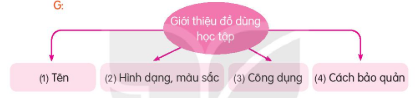 G:
Giới thiệu đồ dùng
học tập
(1) Tên
(2) Hình dạng, màu sắc
(3) Công dụng
(4) Cách bảo quản